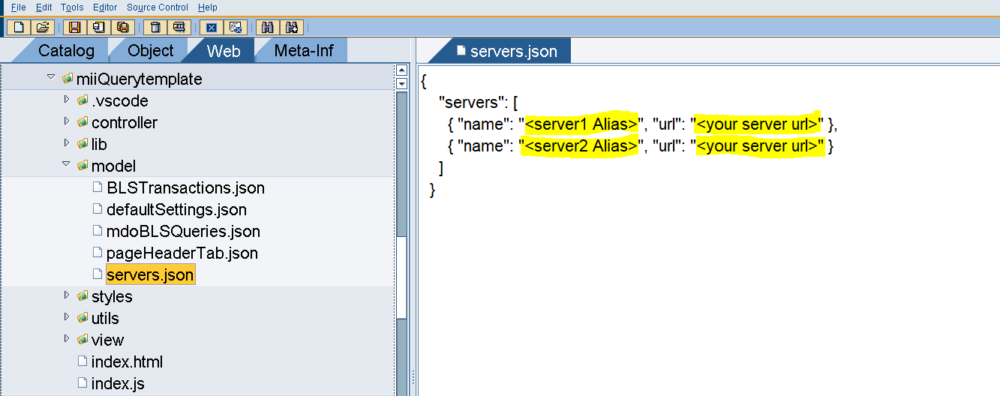 File Edit Tools Editor Source Control Help
Catalog Object Web Meta-Inf
miiQuerytemplate
.vscode
controller
lib
model
BLSTransactions.json
defaultSettings.json
mdoBLSQueries.json
pageHeaderTab.json
servers.json
styles
utils
view
index.html
index.js
servers.json
{
"servers": [
{ "name": "<server1 Alias>", "url": "<your server url>" },
{ "name": "<server2 Alias>", "url": "<your server url>" }
]
}